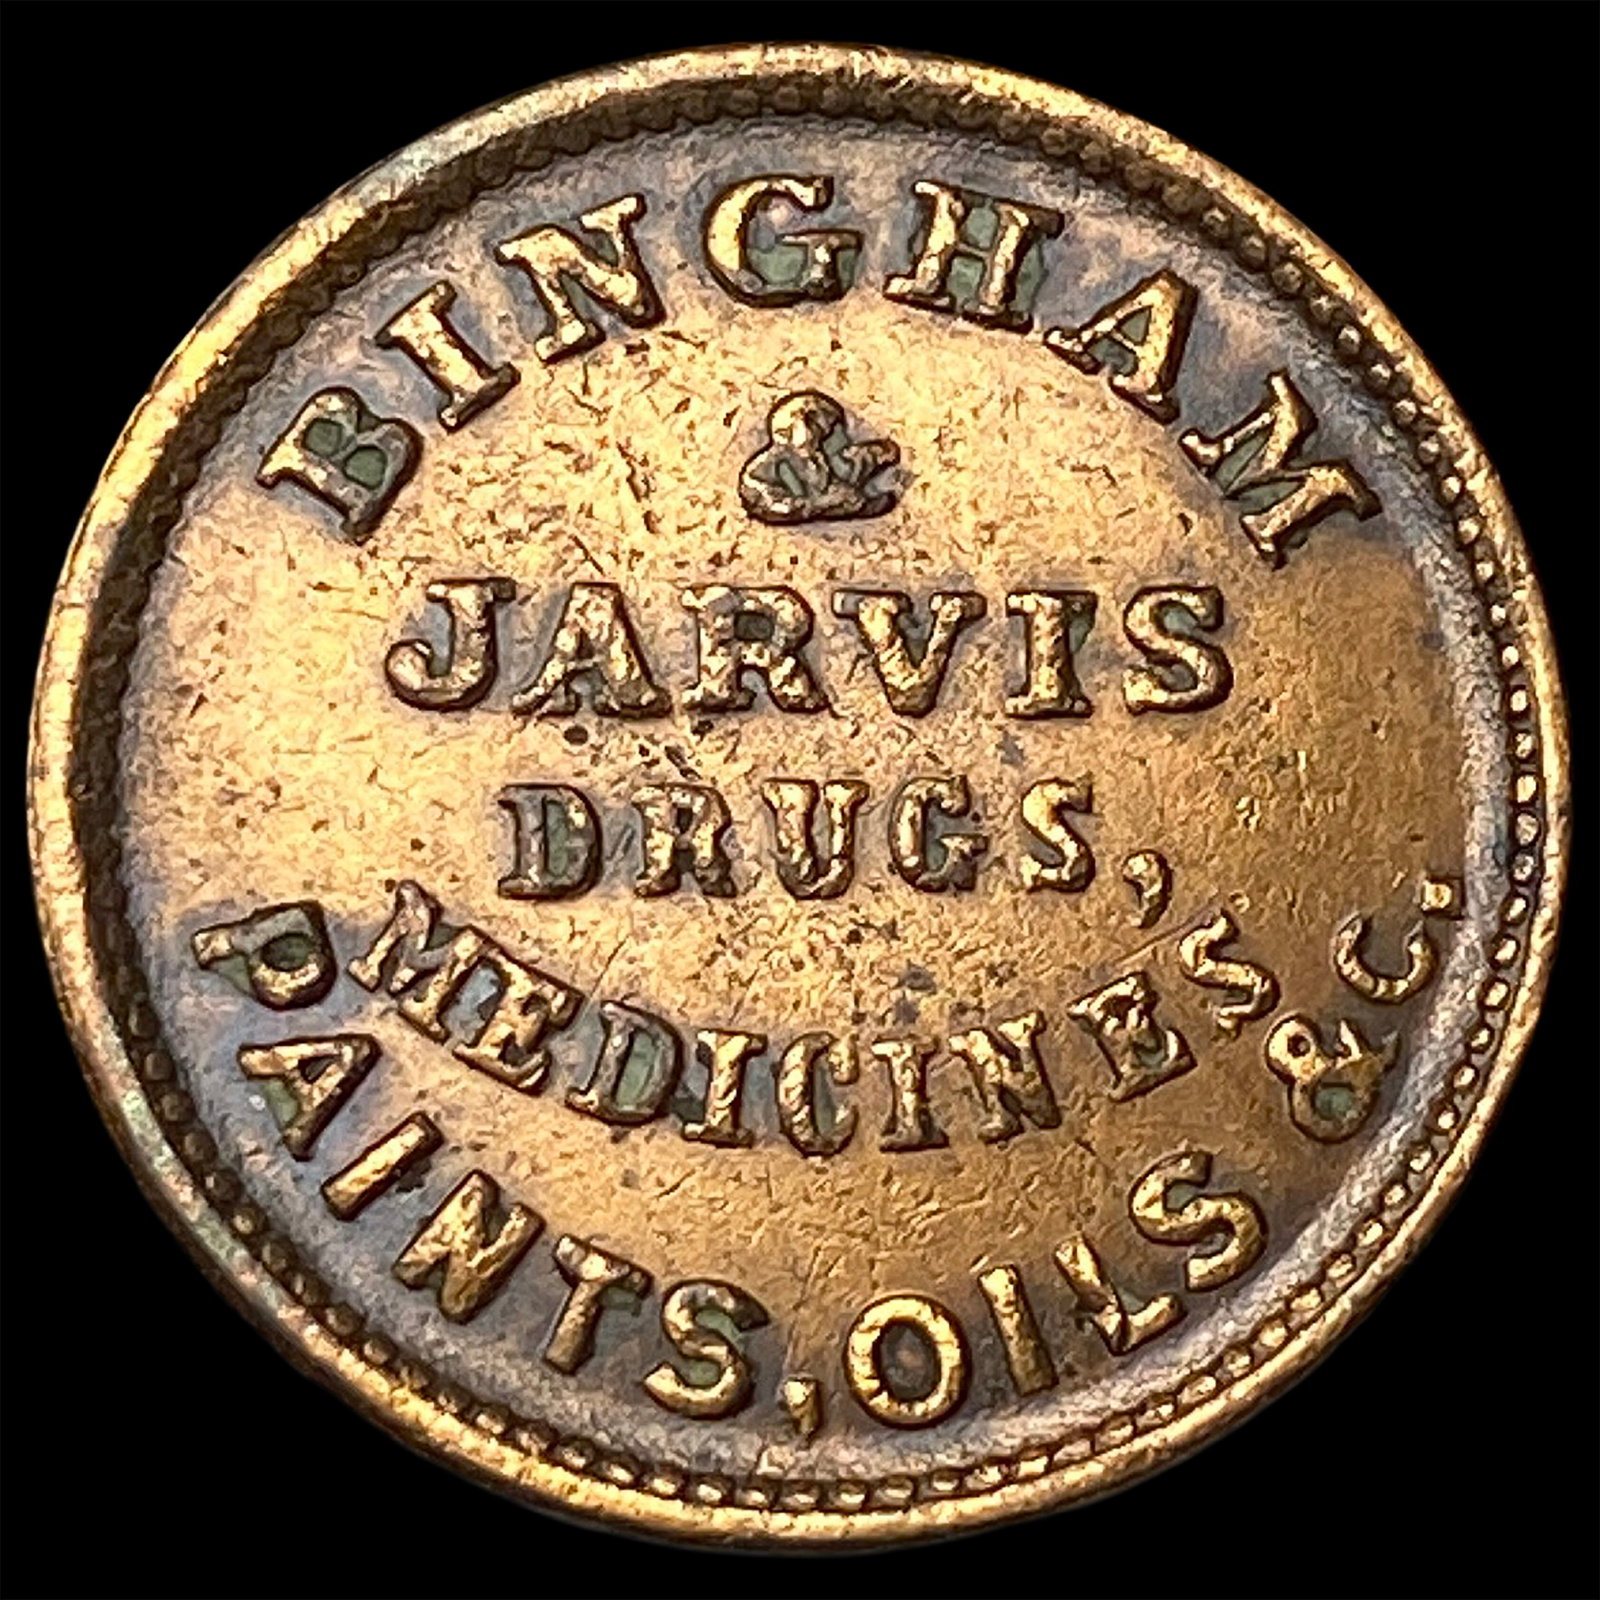 BINGHAM
&
JARVIS
DRUGS,
MEDICINES
PAINTS, OILS &C.